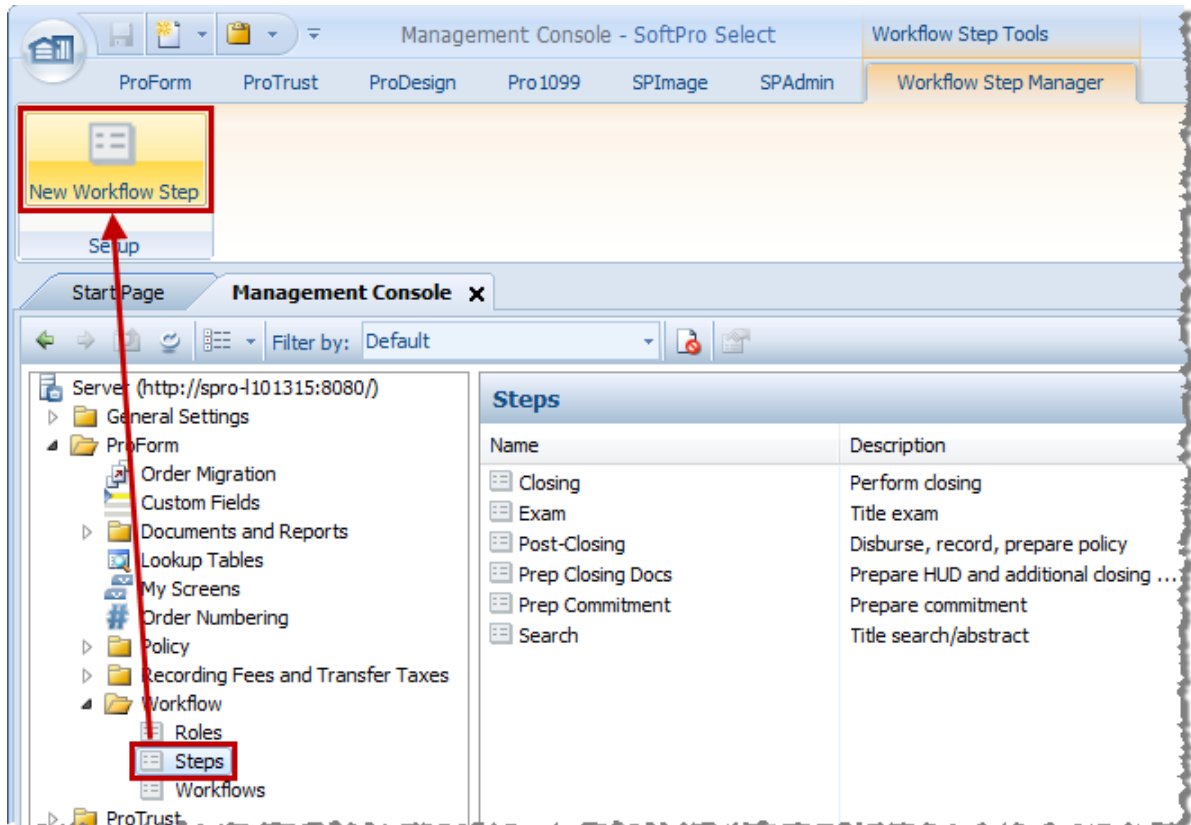 Management Console - SoftPro Select
Workflow Step Tools
ProForm ProTrust ProDesign Pro1099 SPImage SPAdmin Workflow Step Manager
New Workflow Step
Setup
Start Page Management Console
Filter by: Default
Server (http://spro-l101315:8080/)
General Settings
ProForm
Order Migration
Custom Fields
Documents and Reports
Lookup Tables
My Screens
Order Numbering
Policy
Recording Fees and Transfer Taxes
Workflow
Roles
Steps
Workflows
ProTrust
Steps
Name Description
Closing Perform closing
Exam Title exam
Post-Closing Disburse, record, prepare policy
Prep Closing Docs Prepare HUD and additional closing ...
Prep Commitment Prepare commitment
Search Title search/abstract